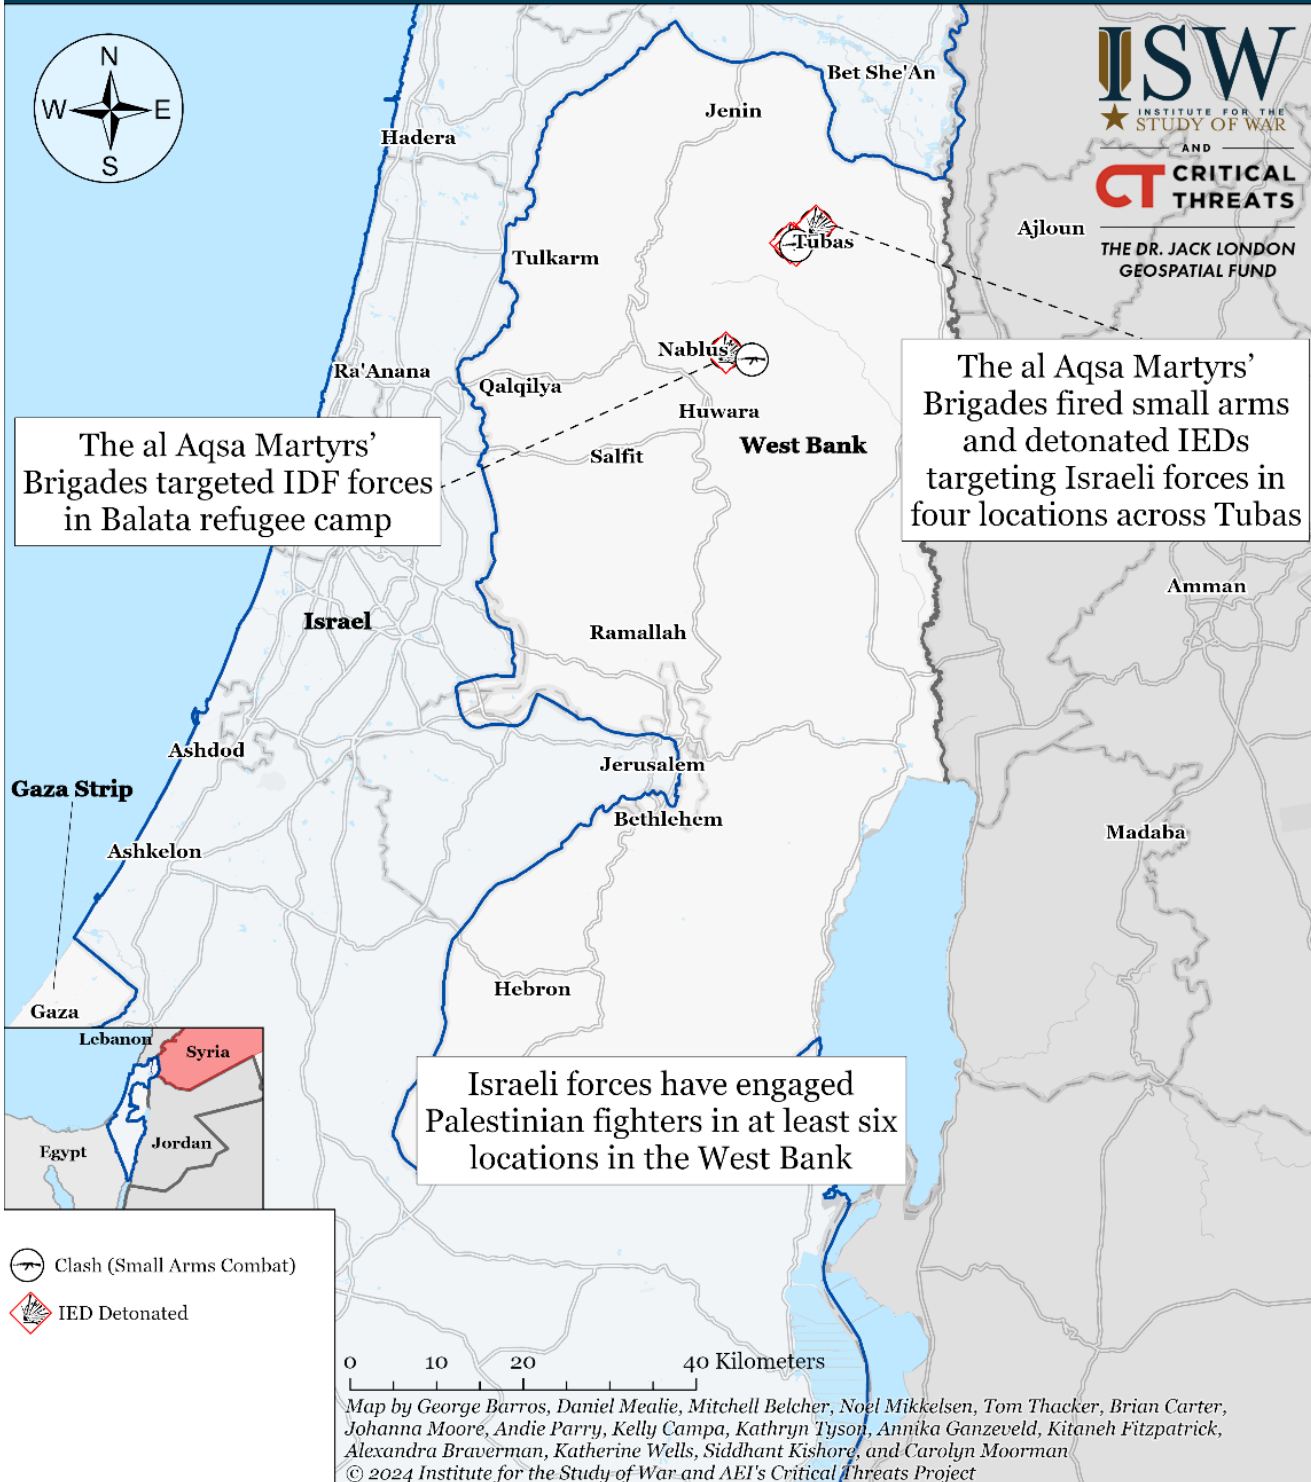 N
W
E
S
ISW
INSTITUTE FOR THE
STUDY OF WAR
AND
CT CRITICAL
THREATS
THE DR. JACK LONDON
GEOSPATIAL FUND
Bet She'An
Jenin
Hadera
Ajloun
Tubas
Tulkarm
Nablus
Ra'Anana
Qalqilya
Huwara
West Bank
Salfit
The al Aqsa Martyrs’
Brigades fired small arms
and detonated IEDs
targeting Israeli forces in
four locations across Tubas
The al Aqsa Martyrs’
Brigades targeted IDF forces
in Balata refugee camp
Amman
Israel
Ramallah
Ashdod
Jerusalem
Gaza Strip
Bethlehem
Madaba
Ashkelon
Hebron
Gaza
Lebanon
Syria
Egypt
Jordan
Israeli forces have engaged
Palestinian fighters in at least six
locations in the West Bank
Clash (Small Arms Combat)
IED Detonated
0 10 20 40 Kilometers
Map by George Barros, Daniel Mealie, Mitchell Belcher, Noel Mikkelsen, Tom Thacker, Brian Carter,
Johanna Moore, Andie Parry, Kelly Campa, Kathryn Tyson, Annika Ganzeveld, Kitaneh Fitzpatrick,
Alexandra Braverman, Katherine Wells, Siddhant Kishore, and Carolyn Moorman
© 2024 Institute for the Study of War and AEI's Critical Threats Project